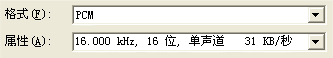 格式(F): PCM
属性(A): 16.000 kHz, 16 位, 单声道 31 KB/秒